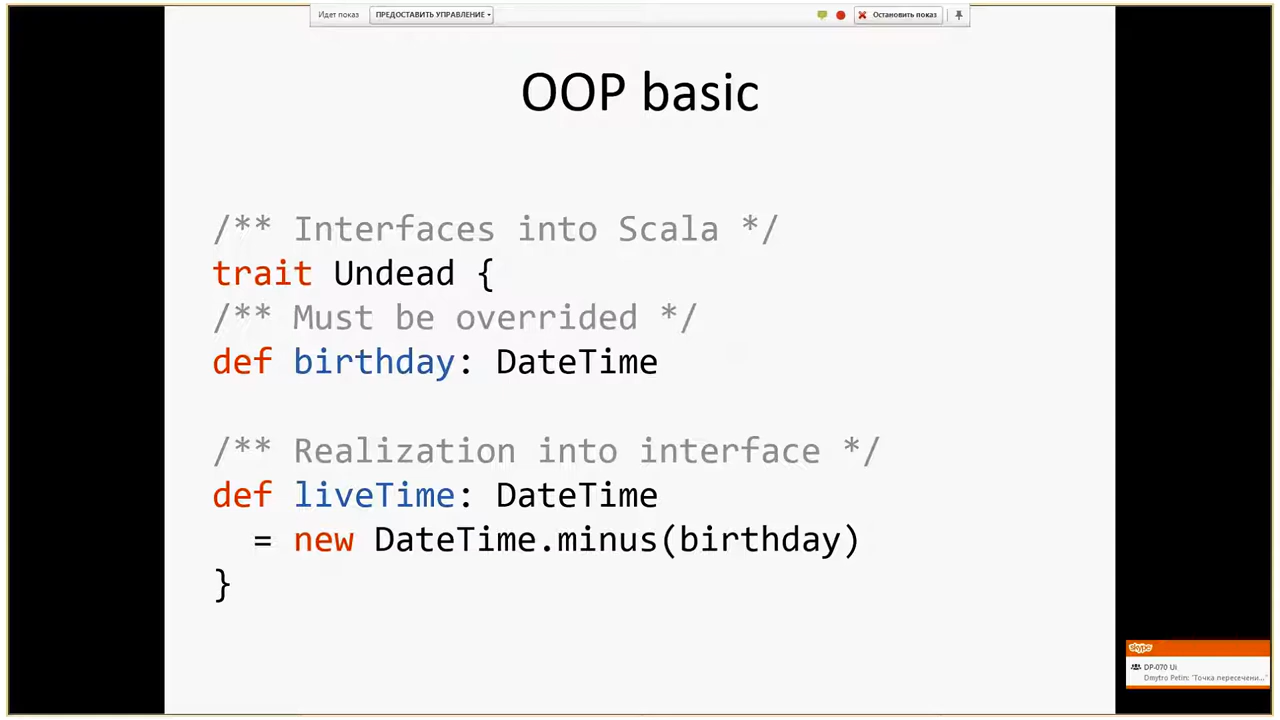 Идет показ
ПРЕДОСТАВИТЬ УПРАВЛЕНИЕ
Остановить показ
OOP basic
/** Interfaces into Scala */
trait Undead {
/** Must be overrided */
def birthday: DateTime
/** Realization into interface */
def liveTime: DateTime
= new DateTime.minus(birthday)
}
skype
DP-070 Ui
Dmytro Petin: "Точка пересечени..."